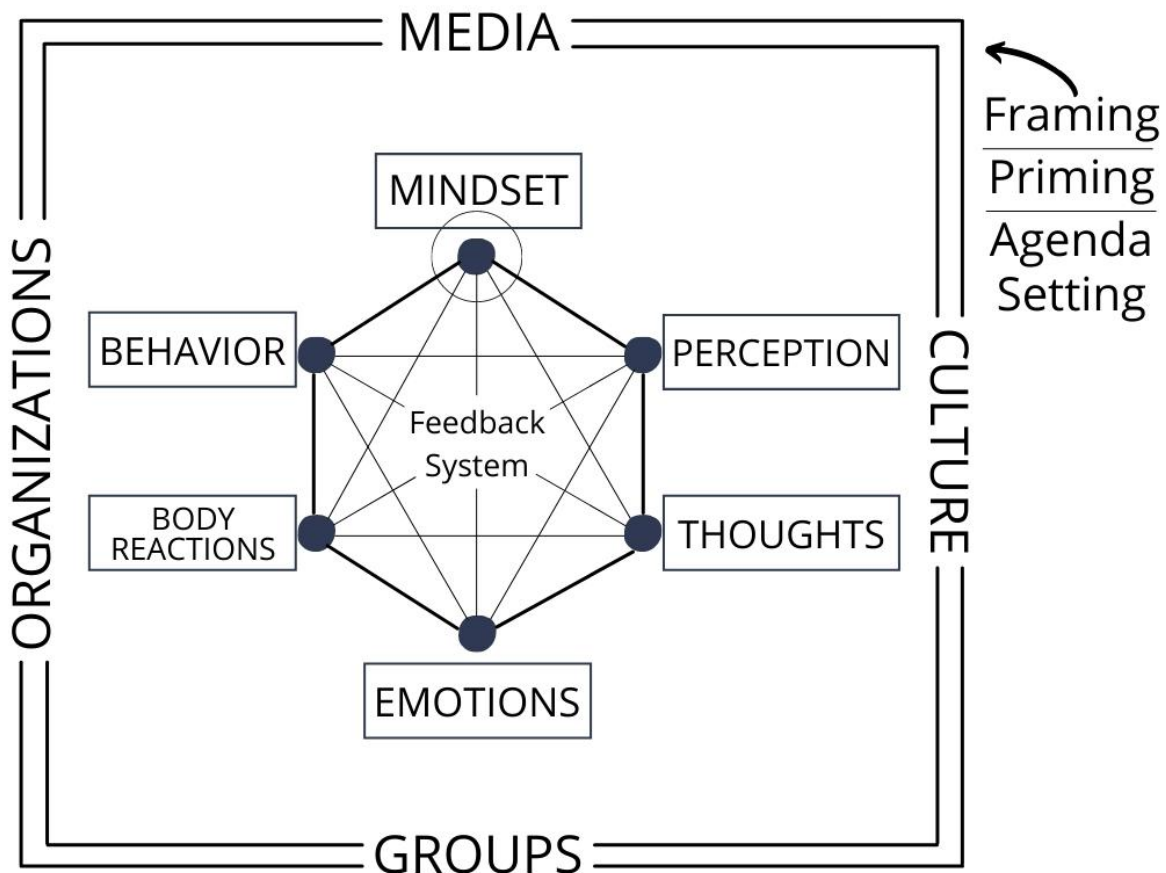 MEDIA
Framing
Priming
Agenda
Setting
MINDSET
BEHAVIOR
PERCEPTION
Feedback
System
ORGANIZATIONS
CULTURE
BODY
REACTIONS
THOUGHTS
EMOTIONS
GROUPS